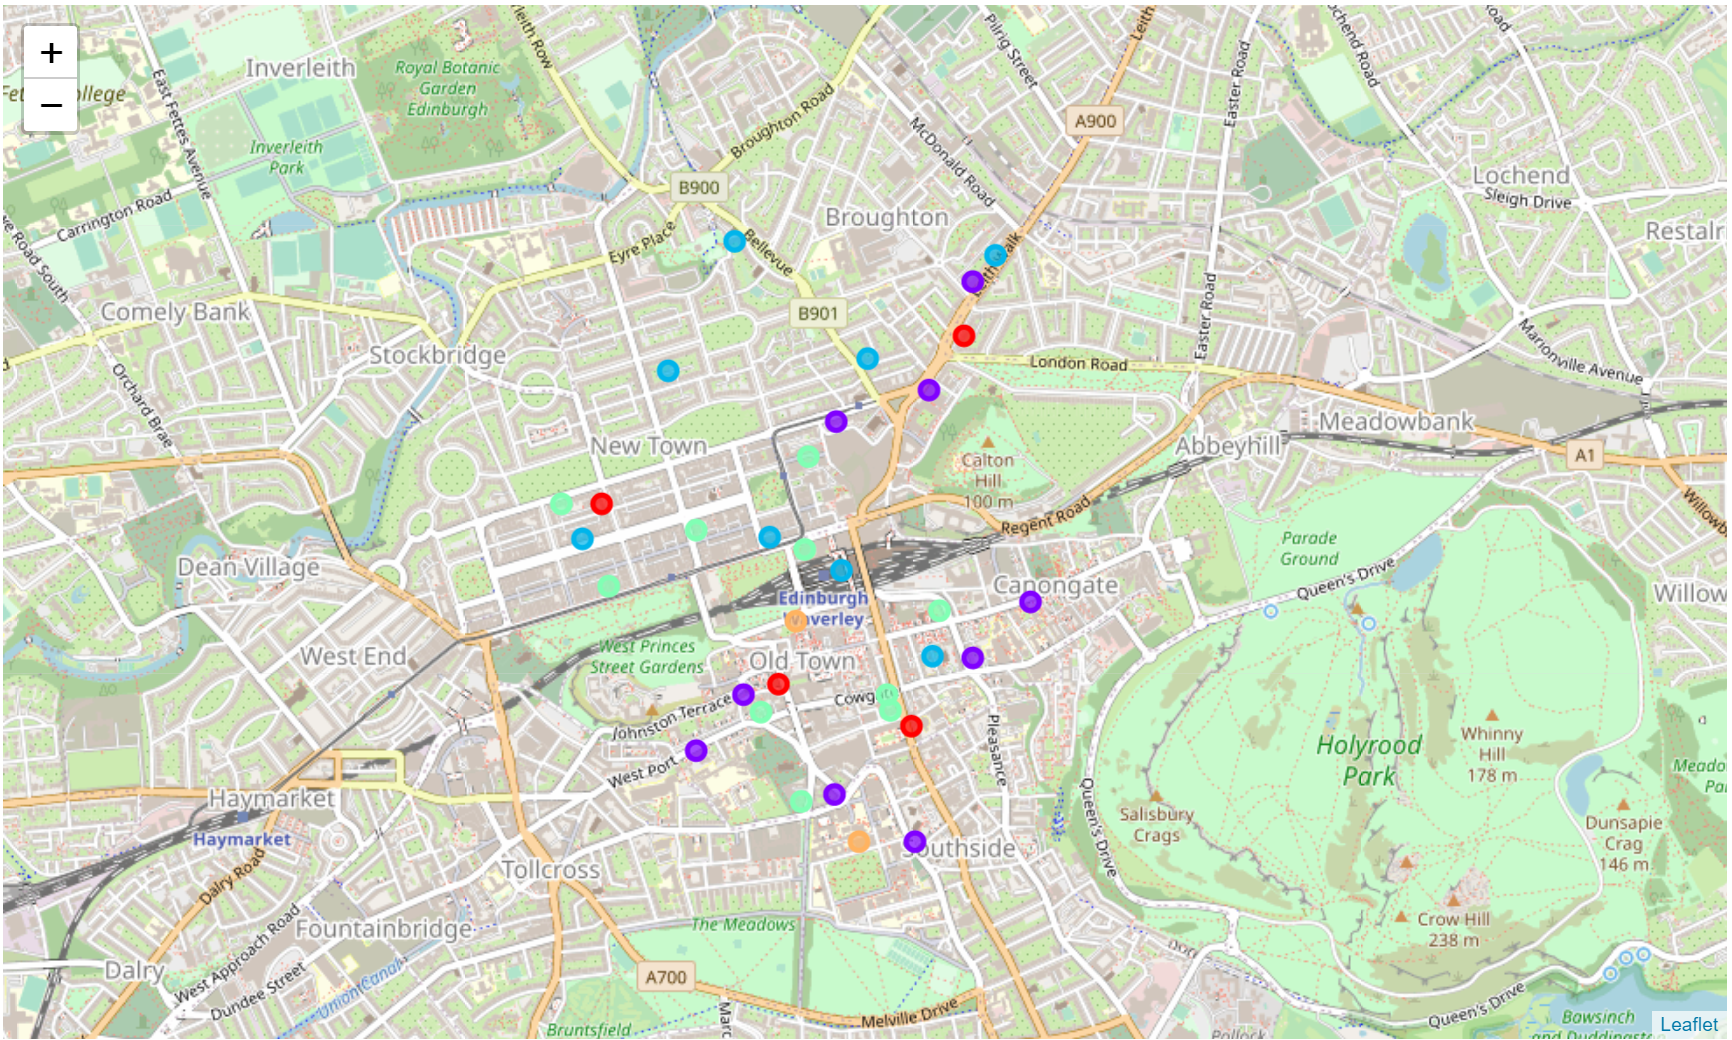 +
−
Inverleith
Royal Botanic
Garden
Edinburgh
Inverleith
Park
East Fettes Avenue
Carrington Road
Broughton Road
B900
Pilrig Street
McDonald Road
A900
Easter Road
Lochend
Sleigh Drive
Broughton
Eyre Place
Bellevue
B901
Comely Bank
Stockbridge
Orchard Brae
London Road
Easter Road
Marionville Avenue
Meadowbank
Abbeyhill
A1
New Town
Calton
Hill
100 m
Regent Road
Parade
Ground
Queen's Drive
Dean Village
Canongate
Edinburgh
Waverley
West End
West Princes
Street Gardens
Old Town
Johnston Terrace
West Port
Pleasance
Holyrood
Park
Whinny
Hill
178 m
Haymarket
Haymarket
Salisbury
Crags
Queen's Drive
Dunsapie
Crag
146 m
Southside
Tollcross
Dalry Road
Fountainbridge
The Meadows
Crow Hill
238 m
Dalry
West Approach Road
Dundee Street
Union Canal
A700
Melville Drive
Queen's Drive
Bruntsfield
Bawsinch
Leaflet